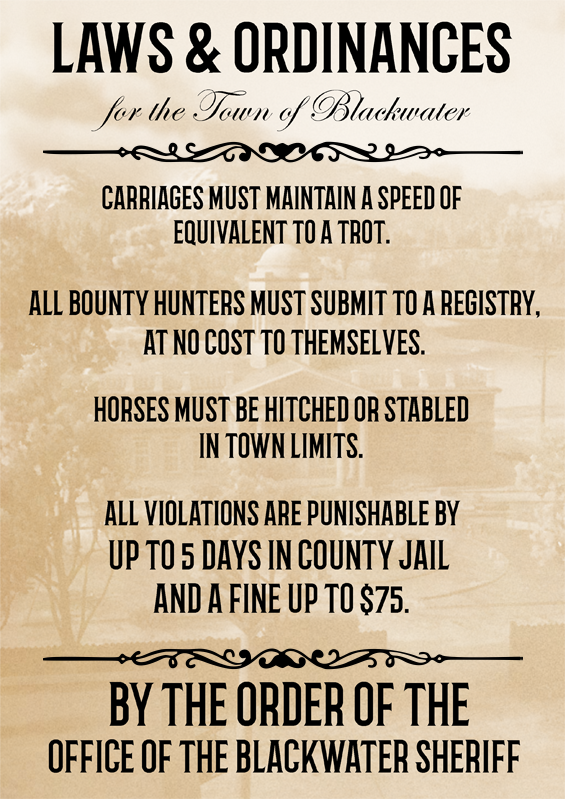 LAWS & ORDINANCES
for the Town of Blackwater
CARRIAGES MUST MAINTAIN A SPEED OF
EQUIVALENT TO A TROT.
ALL BOUNTY HUNTERS MUST SUBMIT TO A REGISTRY,
AT NO COST TO THEMSELVES.
HORSES MUST BE HITCHED OR STABLED
IN TOWN LIMITS.
ALL VIOLATIONS ARE PUNISHABLE BY
UP TO 5 DAYS IN COUNTY JAIL
AND A FINE UP TO $75.
BY THE ORDER OF THE
OFFICE OF THE BLACKWATER SHERIFF